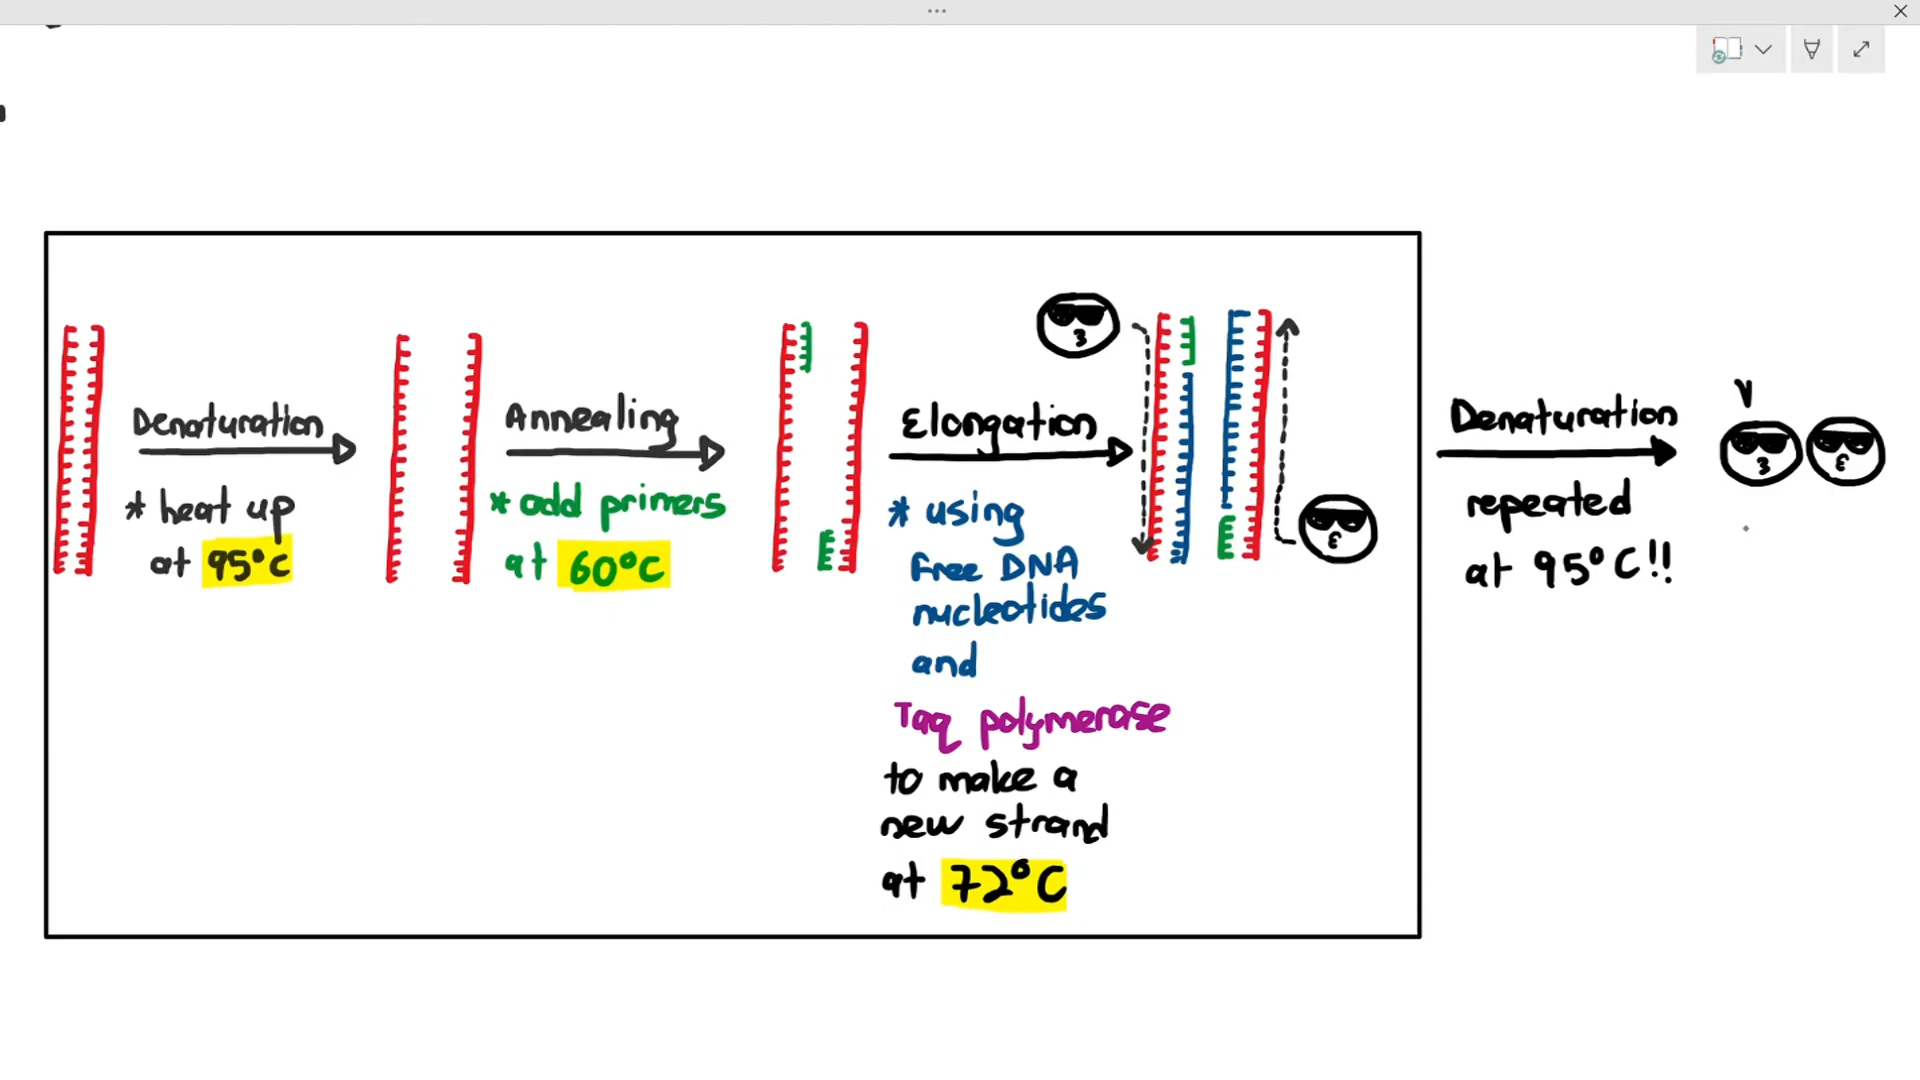 Denaturation
* heat up
at 95°C
Annealing
* add primers
at 60°C
Elongation
* using
free DNA
nucleotides
and
Taq polymerase
to make a
new strand
at 72°C
Denaturation
repeated
at 95°C!!